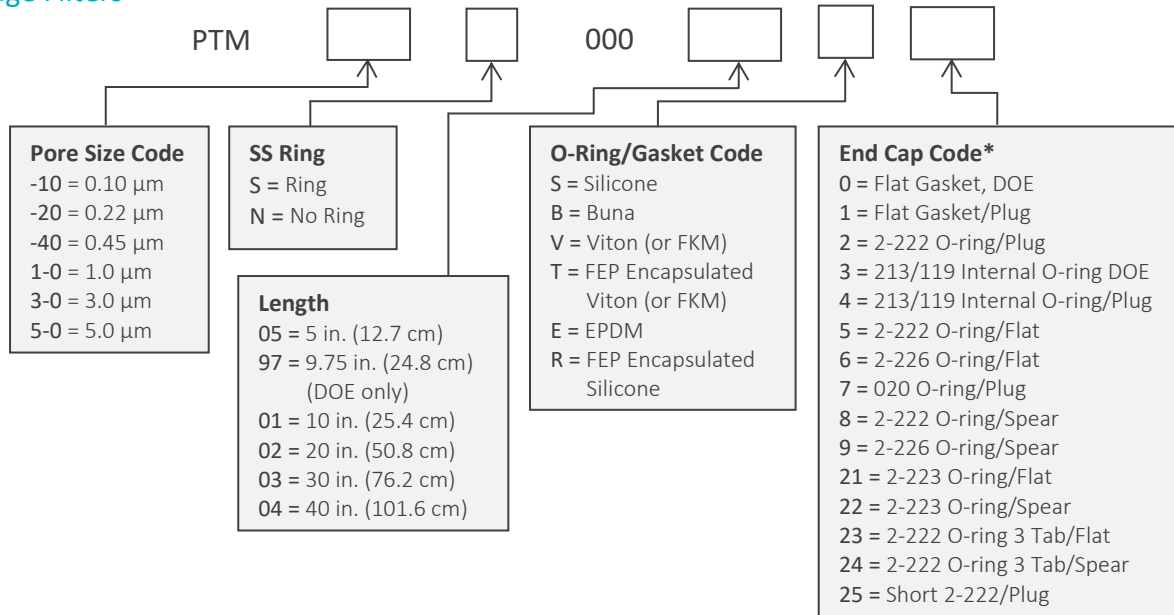 PTM 000
Pore Size Code
-10 = 0.10 µm
-20 = 0.22 µm
-40 = 0.45 µm
1-0 = 1.0 µm
3-0 = 3.0 µm
5-0 = 5.0 µm
SS Ring
S = Ring
N = No Ring
Length
05 = 5 in. (12.7 cm)
97 = 9.75 in. (24.8 cm)
(DOE only)
01 = 10 in. (25.4 cm)
02 = 20 in. (50.8 cm)
03 = 30 in. (76.2 cm)
04 = 40 in. (101.6 cm)
O-Ring/Gasket Code
S = Silicone
B = Buna
V = Viton (or FKM)
T = FEP Encapsulated
Viton (or FKM)
E = EPDM
R = FEP Encapsulated
Silicone
End Cap Code*
0 = Flat Gasket, DOE
1 = Flat Gasket/Plug
2 = 2-222 O-ring/Plug
3 = 213/119 Internal O-ring DOE
4 = 213/119 Internal O-ring/Plug
5 = 2-222 O-ring/Flat
6 = 2-226 O-ring/Flat
7 = 020 O-ring/Plug
8 = 2-222 O-ring/Spear
9 = 2-226 O-ring/Spear
21 = 2-223 O-ring/Flat
22 = 2-223 O-ring/Spear
23 = 2-222 O-ring 3 Tab/Flat
24 = 2-222 O-ring 3 Tab/Spear
25 = Short 2-222/Plug